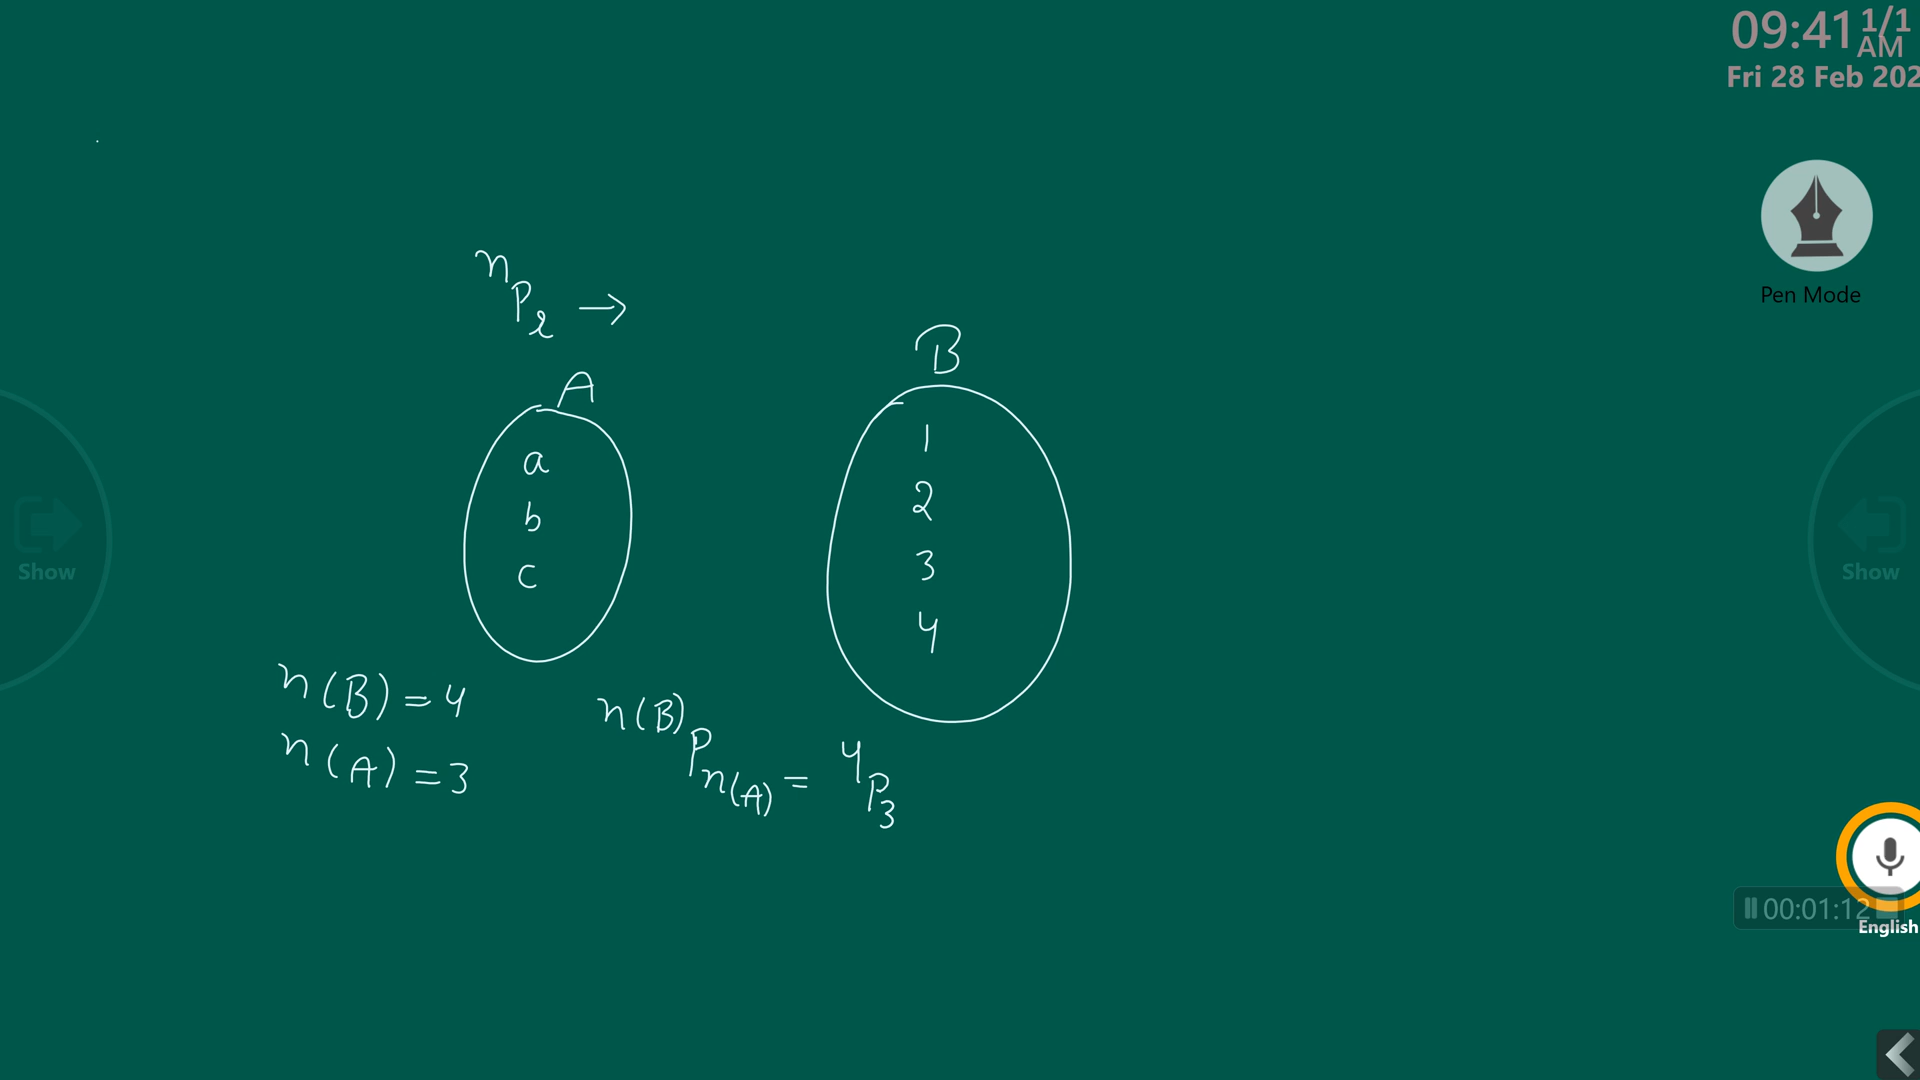 09:41 AM 1/1
Fri 28 Feb 202
Pen Mode
nPr →
A
B
a
b
c
1
2
3
4
Show
Show
n(B) = 4
n(A) = 3
n(B)Pn(A) = 4P3
00:01:12
English